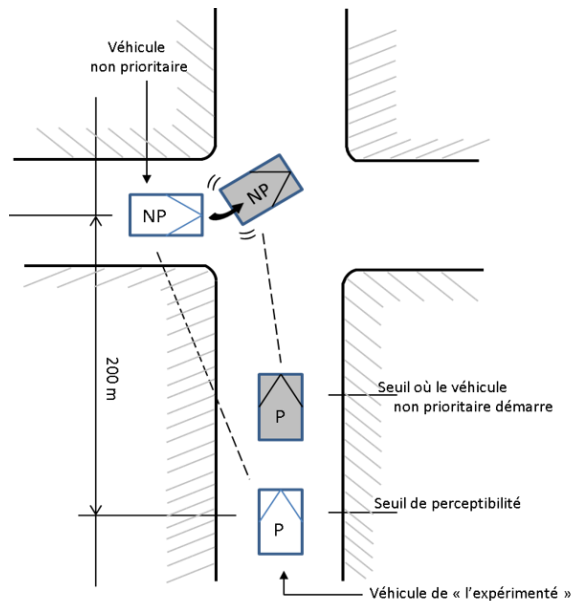 Véhicule
non prioritaire
NP
NP
200 m
P
Seuil où le véhicule
non prioritaire démarre
Seuil de perceptibilité
P
Véhicule de « l'expérimenté »